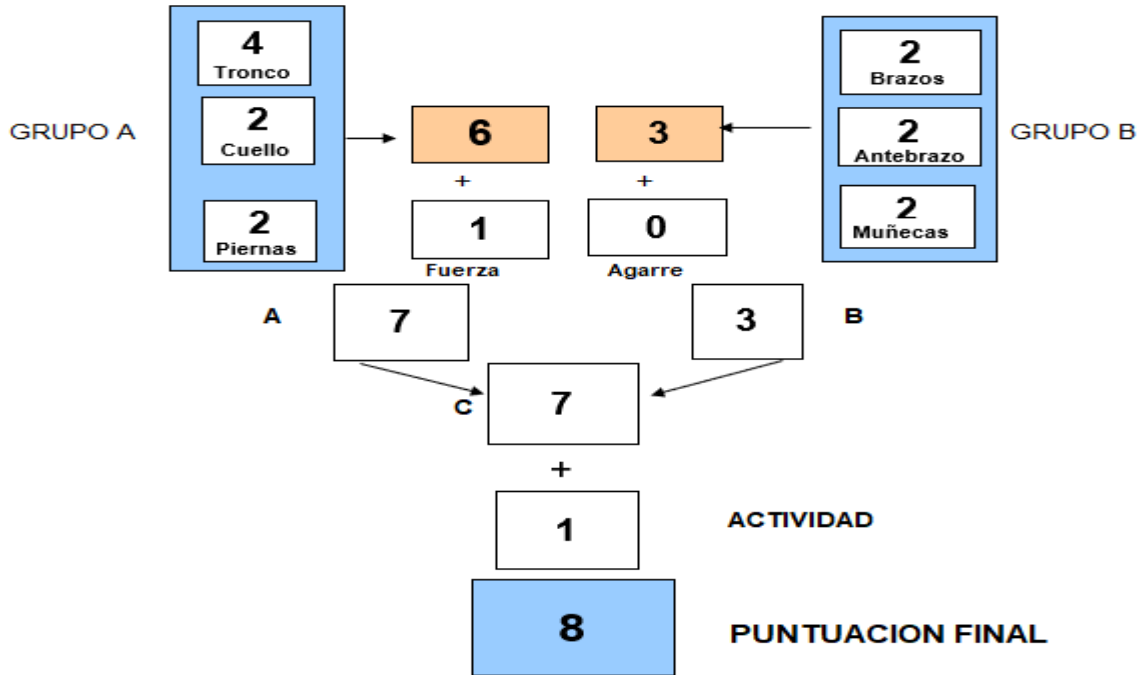 4
Tronco
2
Cuello
2
Piernas
GRUPO A
6
+
1
Fuerza
3
+
0
Agarre
2
Brazos
2
Antebrazo
2
Muñecas
GRUPO B
A
7
3
B
C
7
+
1
ACTIVIDAD
8
PUNTUACION FINAL